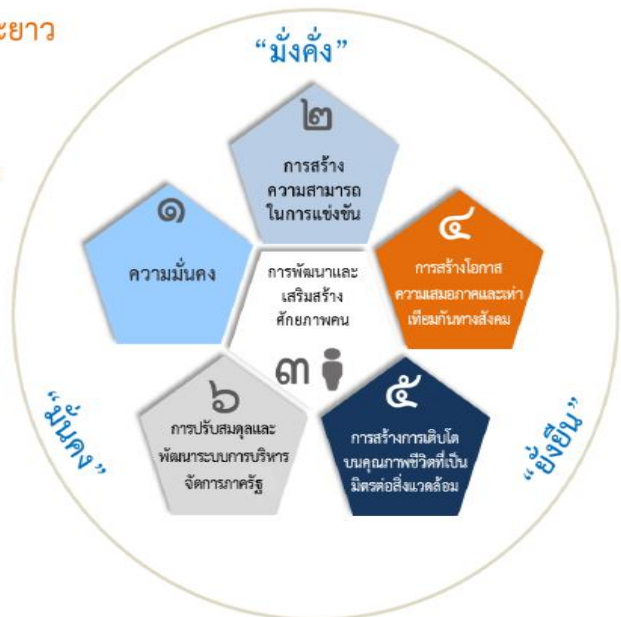 ะยาว
“มั่งคั่ง”
๒
การสร้าง
ความสามารถ
ในการแข่งขัน
๑
ความมั่นคง
๔
การสร้างโอกาส
ความเสมอภาคและเท่า
เทียมกันทางสังคม
การพัฒนาและ
เสริมสร้าง
ศักยภาพคน
๓
๖
การปรับสมดุลและ
พัฒนาระบบการบริหาร
จัดการภาครัฐ
๕
การสร้างการเติบโต
บนคุณภาพชีวิตที่เป็น
มิตรต่อสิ่งแวดล้อม
“มั่นคง”
“ยั่งยืน”